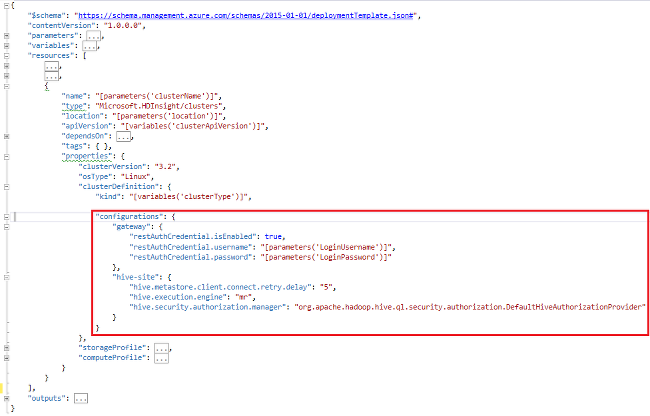 {
"$schema": "https://schema.management.azure.com/schemas/2015-01-01/deploymentTemplate.json#",
"contentVersion": "1.0.0.0",
"parameters": {...},
"variables": {...},
"resources": [
{...},
{...},
{
"name": "[parameters('clusterName')]",
"type": "Microsoft.HDInsight/clusters",
"location": "[parameters('location')]",
"apiVersion": "[variables('clusterApiVersion')]",
"dependsOn": [...],
"tags": { },
"properties": {
"clusterVersion": "3.2",
"osType": "Linux",
"clusterDefinition": {
"kind": "[variables('clusterType')]",
"configurations": {
"gateway": {
"restAuthCredential.isEnabled": true,
"restAuthCredential.username": "[parameters('LoginUsername')]",
"restAuthCredential.password": "[parameters('LoginPassword')]"
},
"hive-site": {
"hive.metastore.client.connect.retry.delay": "5",
"hive.execution.engine": "mr",
"hive.security.authorization.manager": "org.apache.hadoop.hive.ql.security.authorization.DefaultHiveAuthorizationProvider"
}
}
},
"storageProfile": {...},
"computeProfile": {...}
}
}
],
"outputs": {...}
}